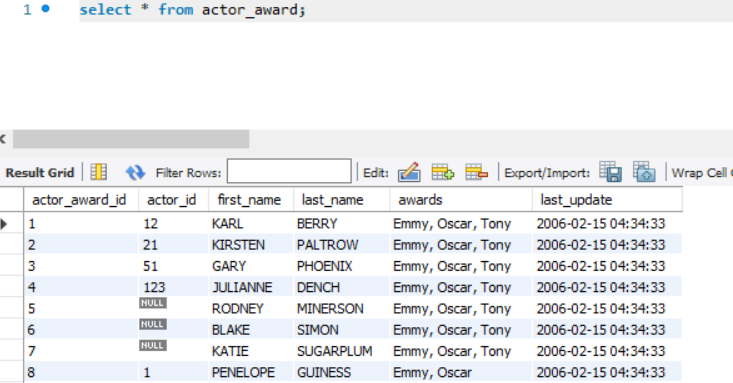 1 select * from actor_award;
Result Grid Filter Rows: Edit: Export/Import: Wrap Cell
actor_award_id actor_id first_name last_name awards last_update
1 12 KARL BERRY Emmy, Oscar, Tony 2006-02-15 04:34:33
2 21 KIRSTEN PALTROW Emmy, Oscar, Tony 2006-02-15 04:34:33
3 51 GARY PHOENIX Emmy, Oscar, Tony 2006-02-15 04:34:33
4 123 JULIANNE DENCH Emmy, Oscar, Tony 2006-02-15 04:34:33
5 NULL RODNEY MINERSON Emmy, Oscar, Tony 2006-02-15 04:34:33
6 NULL BLAKE SIMON Emmy, Oscar, Tony 2006-02-15 04:34:33
7 NULL KATIE SUGARPLUM Emmy, Oscar, Tony 2006-02-15 04:34:33
8 1 PENELOPE GUINESS Emmy, Oscar 2006-02-15 04:34:33